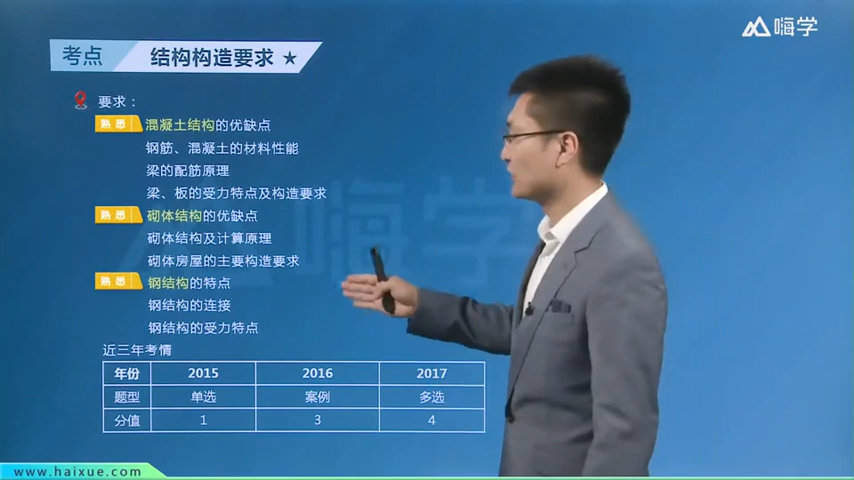 嗨学
考点 结构构造要求 ★
要求：
熟悉 混凝土结构的优缺点
钢筋、混凝土的材料性能
梁的配筋原理
梁、板的受力特点及构造要求
熟悉 砌体结构的优缺点
砌体结构及计算原理
砌体房屋的主要构造要求
熟悉 钢结构的特点
钢结构的连接
钢结构的受力特点
近三年考情
年份 2015 2016 2017
题型 单选 案例 多选
分值 1 3 4
嗨学
www.haixue.com